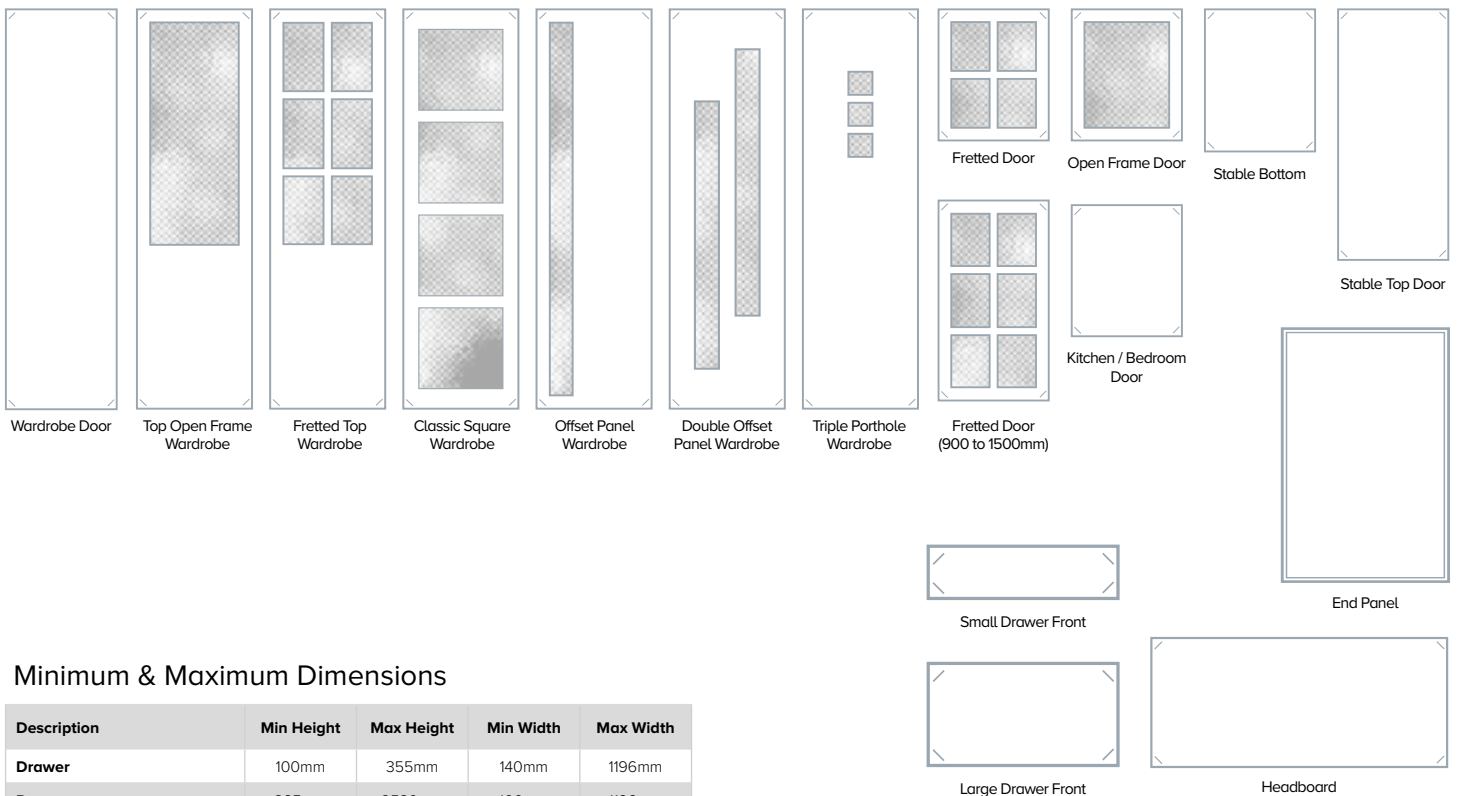 Fretted Door
Open Frame Door
Stable Bottom
Stable Top Door
Kitchen / Bedroom
Door
Wardrobe Door
Top Open Frame
Wardrobe
Fretted Top
Wardrobe
Classic Square
Wardrobe
Offset Panel
Wardrobe
Double Offset
Panel Wardrobe
Triple Porthole
Wardrobe
Fretted Door
(900 to 1500mm)
End Panel
Small Drawer Front
Large Drawer Front
Headboard
Minimum & Maximum Dimensions
Description Min Height Max Height Min Width Max Width
Drawer 100mm 355mm 140mm 1196mm